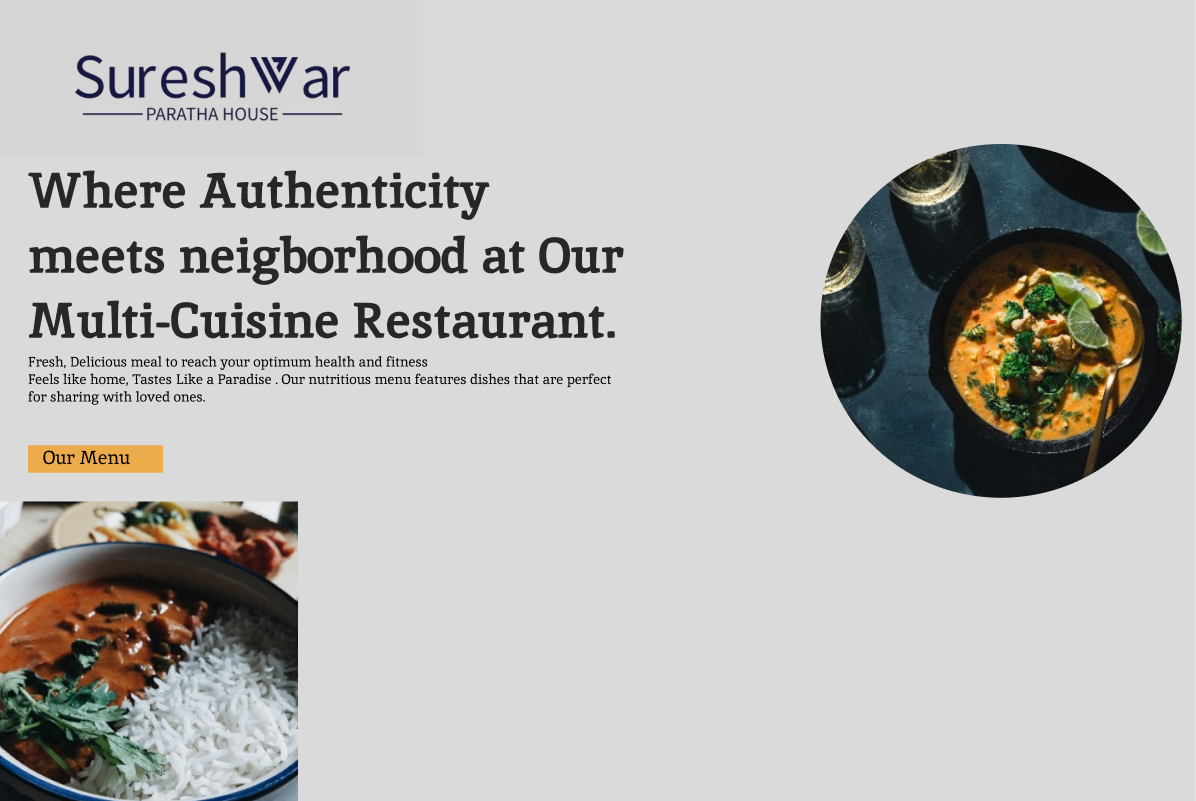 SureshWar
PARATHA HOUSE
Where Authenticity
meets neigborhood at Our
Multi-Cuisine Restaurant.
Fresh, Delicious meal to reach your optimum health and fitness
Feels like home, Tastes Like a Paradise . Our nutritious menu features dishes that are perfect
for sharing with loved ones.
Our Menu